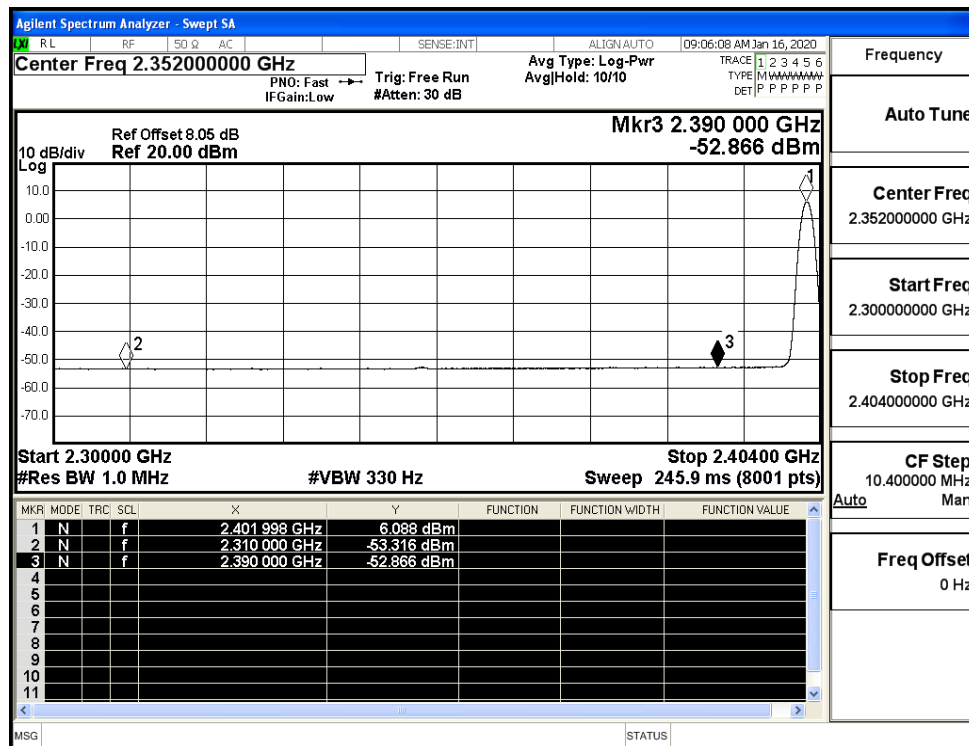 Agilent Spectrum Analyzer - Swept SA
LXI RL RF 50 Ω AC SENSE:INT ALIGN AUTO 09:06:08 AM Jan 16, 2020
Center Freq 2.352000000 GHz
PNO: Fast
IFGain:Low
Trig: Free Run
#Atten: 30 dB
Avg Type: Log-Pwr
Avg|Hold: 10/10
TRACE 1 2 3 4 5 6
TYPE M WWWWW
DET P P P P P P
Ref Offset 8.05 dB
10 dB/div Ref 20.00 dBm
Log
Mkr3 2.390 000 GHz
-52.866 dBm
10.0
0.00
-10.0
-20.0
-30.0
-40.0
-50.0
-60.0
-70.0
1
2
3
Start 2.30000 GHz Stop 2.40400 GHz
#Res BW 1.0 MHz #VBW 330 Hz Sweep 245.9 ms (8001 pts)
MKR MODE TRC SCL X Y FUNCTION FUNCTION WIDTH FUNCTION VALUE
1 N f 2.401 998 GHz 6.088 dBm
2 N f 2.310 000 GHz -53.316 dBm
3 N f 2.390 000 GHz -52.866 dBm
4
5
6
7
8
9
10
11
MSG STATUS
Frequency
Auto Tune
Center Freq
2.352000000 GHz
Start Freq
2.300000000 GHz
Stop Freq
2.404000000 GHz
CF Step
10.400000 MHz
Auto Man
Freq Offset
0 Hz